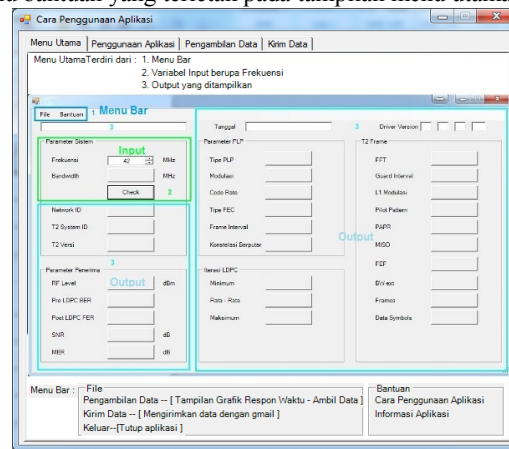 bantuan yang terletak pada tampilan menu utama
Cara Penggunaan Aplikasi
Menu Utama Penggunaan Aplikasi Pengambilan Data Kirim Data
Menu UtamaTerdiri dari : 1. Menu Bar
2. Variabel Input berupa Frekuensi
3. Output yang ditampilkan
File Bantuan 1 Menu Bar
3 Tanggal 3 Driver Version
Parameter Sistem Parameter PLP T2 Frame
Input
Frekuensi 42 MHz Tipe PLP FFT
Bandwidth MHz Modulasi Guard Interval
Check 2 Code Rate L1 Modulasi
Network ID Tipe FEC Pilot Pattern
T2 System ID Frame Interval PAPR
Output
T2 Versi Konstelasi Berputar MISO
3 FEF
Parameter Penerima Iterasi LDPC
RF Level Output dBm Minimum BW ext
Pre LDPC BER Rata - Rata Frames
Post LDPC FER Maksimum Data Symbols
SNR dB
MER dB
Menu Bar : File Bantuan
Pengambilan Data -- [ Tampilan Grafik Respon Waktu - Ambil Data ] Cara Penggunaan Aplikasi
Kirim Data -- [ Mengirimkan data dengan gmail ] Informasi Aplikasi
Keluar--[Tutup aplikasi ]